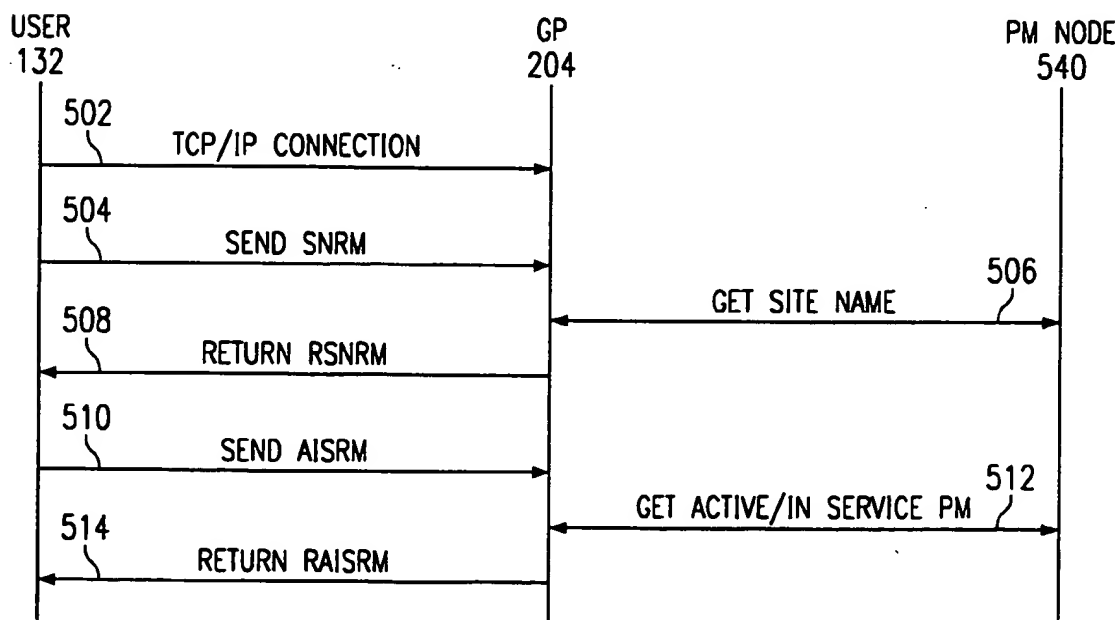 USER
132
GP
204
PM NODE
540
502
TCP/IP CONNECTION
504
SEND SNRM
506
GET SITE NAME
508
RETURN RSNRM
510
SEND AISRM
512
GET ACTIVE/IN SERVICE PM
514
RETURN RAISRM